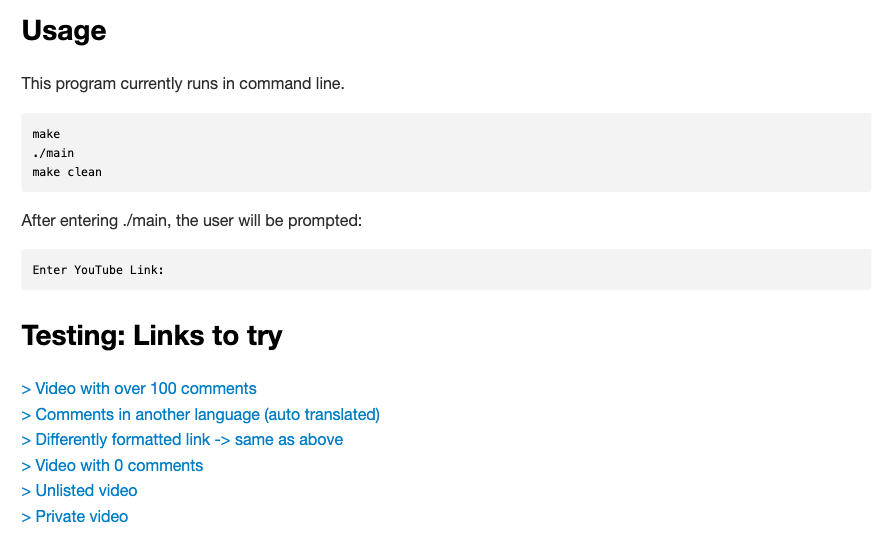 Usage
This program currently runs in command line.
make
./main
make clean
After entering ./main, the user will be prompted:
Enter YouTube Link:
Testing: Links to try
> Video with over 100 comments
> Comments in another language (auto translated)
> Differently formatted link -> same as above
> Video with 0 comments
> Unlisted video
> Private video